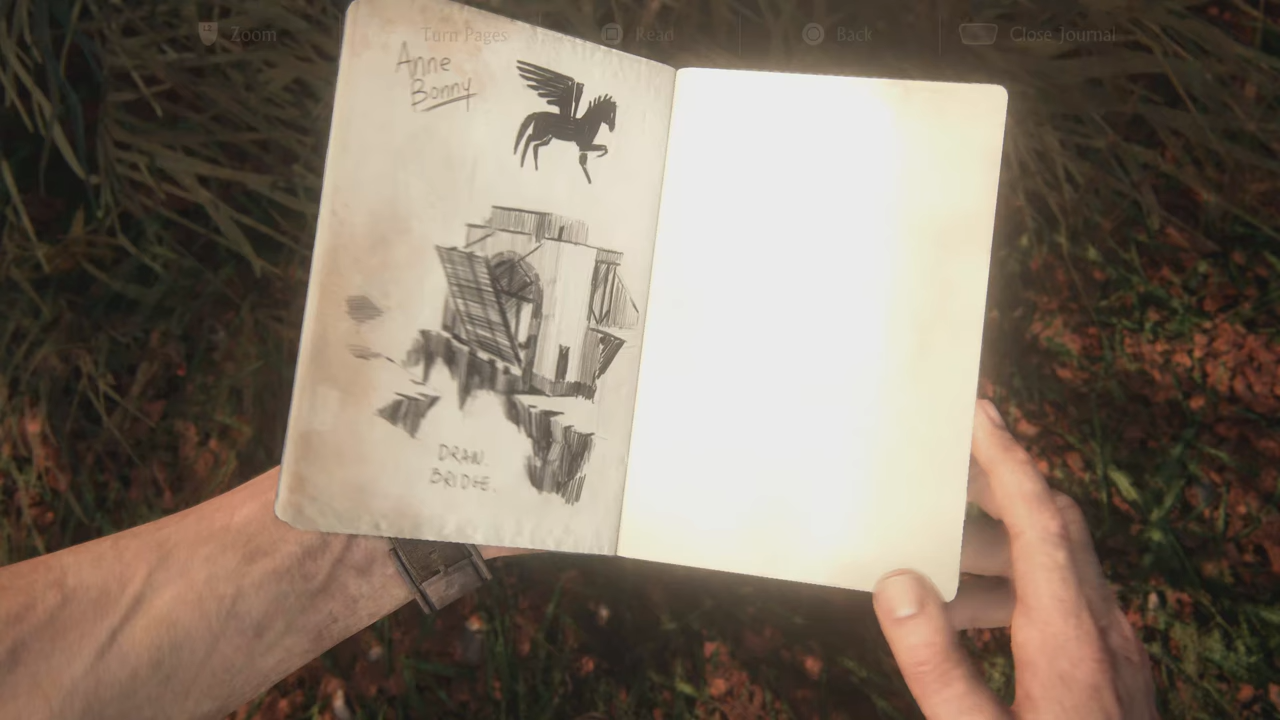 Zoom
Turn Pages
Read
Back
Close Journal
Anne
Bonny
DRAW.
BRIDGE.